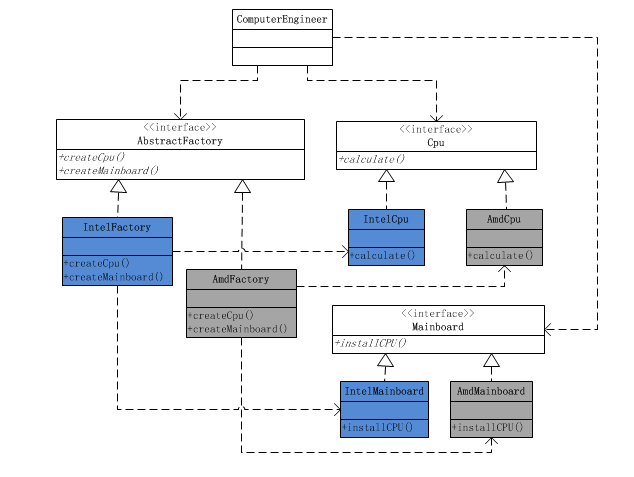 ComputerEngineer
<<interface>>
AbstractFactory
+createCpu()
+createMainboard()
<<interface>>
Cpu
+calculate()
IntelFactory
+createCpu()
+createMainboard()
IntelCpu
+calculate()
AmdCpu
+calculate()
AmdFactory
+createCpu()
+createMainboard()
<<interface>>
Mainboard
+installCPU()
IntelMainboard
+installCPU()
AmdMainboard
+installCPU()